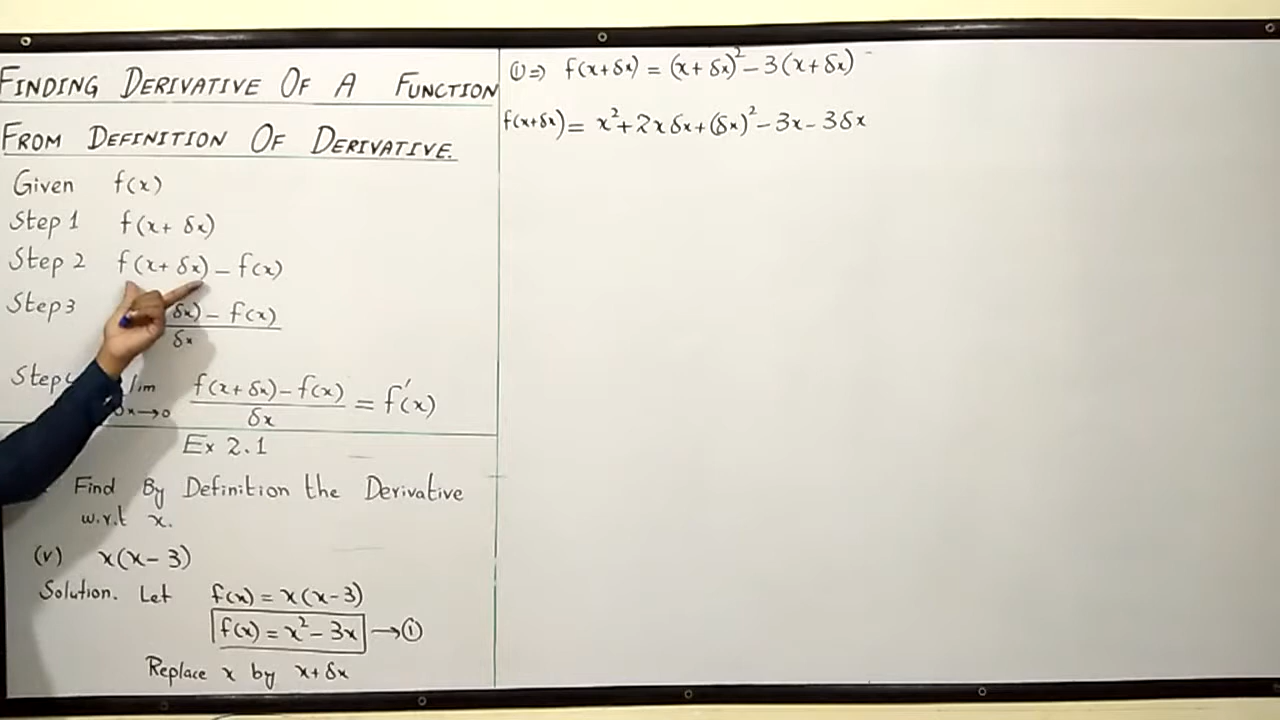 FINDING DERIVATIVE OF A FUNCTION
FROM DEFINITION OF DERIVATIVE.
Given f(x)
Step 1 f(x+ δx)
Step 2 f(x+ δx) – f(x)
Step 3 δx) – f(x)
δx
Step lim f(x+ δx) – f(x) = f'(x)
δx→0 δx
Ex 2.1
Find By Definition the Derivative
w.r.t x.
(v) x(x – 3)
Solution. Let f(x) = x(x–3)
f(x) = x² – 3x →①
Replace x by x+ δx
①⇒ f(x+δx) = (x+ δx)² – 3(x+ δx)
f(x+δx) = x² + 2xδx + (δx)² – 3x – 3δx